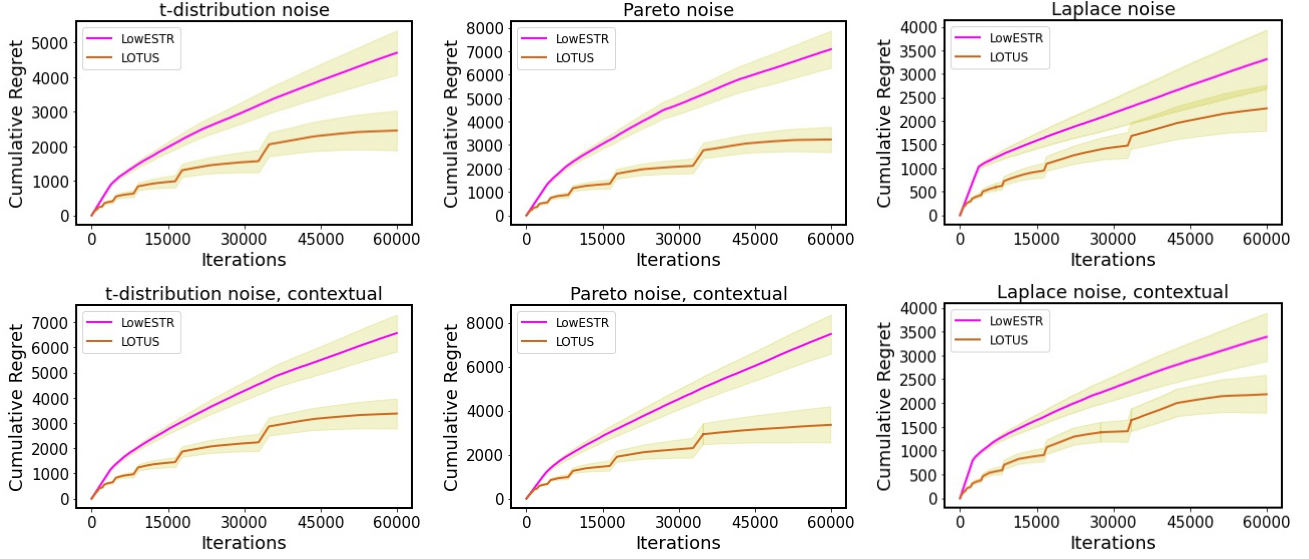 t-distribution noise
Cumulative Regret
5000
4000
3000
2000
1000
0
LowESTR
LOTUS
0 15000 30000 45000 60000
Iterations
Pareto noise
Cumulative Regret
8000
7000
6000
5000
4000
3000
2000
1000
0
LowESTR
LOTUS
0 15000 30000 45000 60000
Iterations
Laplace noise
Cumulative Regret
4000
3500
3000
2500
2000
1500
1000
500
0
LowESTR
LOTUS
0 15000 30000 45000 60000
Iterations
t-distribution noise, contextual
Cumulative Regret
7000
6000
5000
4000
3000
2000
1000
0
LowESTR
LOTUS
0 15000 30000 45000 60000
Iterations
Pareto noise, contextual
Cumulative Regret
8000
6000
4000
2000
0
LowESTR
LOTUS
0 15000 30000 45000 60000
Iterations
Laplace noise, contextual
Cumulative Regret
4000
3500
3000
2500
2000
1500
1000
500
0
LowESTR
LOTUS
0 15000 30000 45000 60000
Iterations